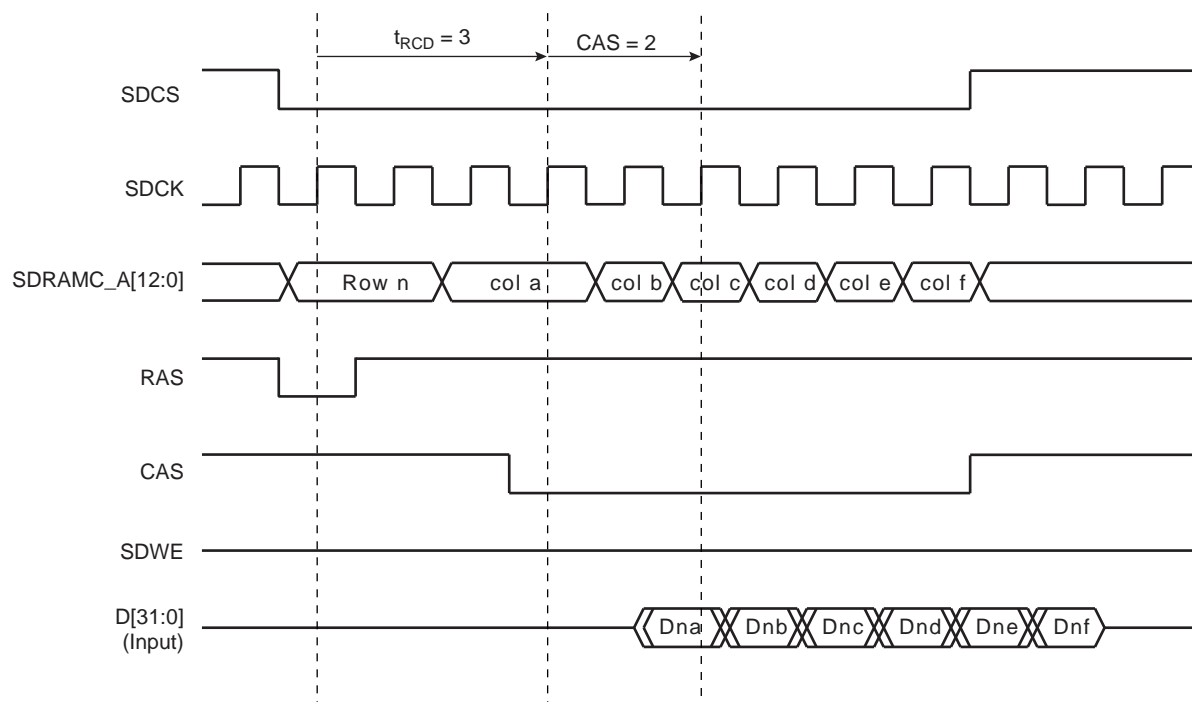 tRCD = 3 CAS = 2
SDCS
SDCK
SDRAMC_A[12:0] Row n col a col b col c col d col e col f
RAS
CAS
SDWE
D[31:0]
(Input) Dna Dnb Dnc Dnd Dne Dnf